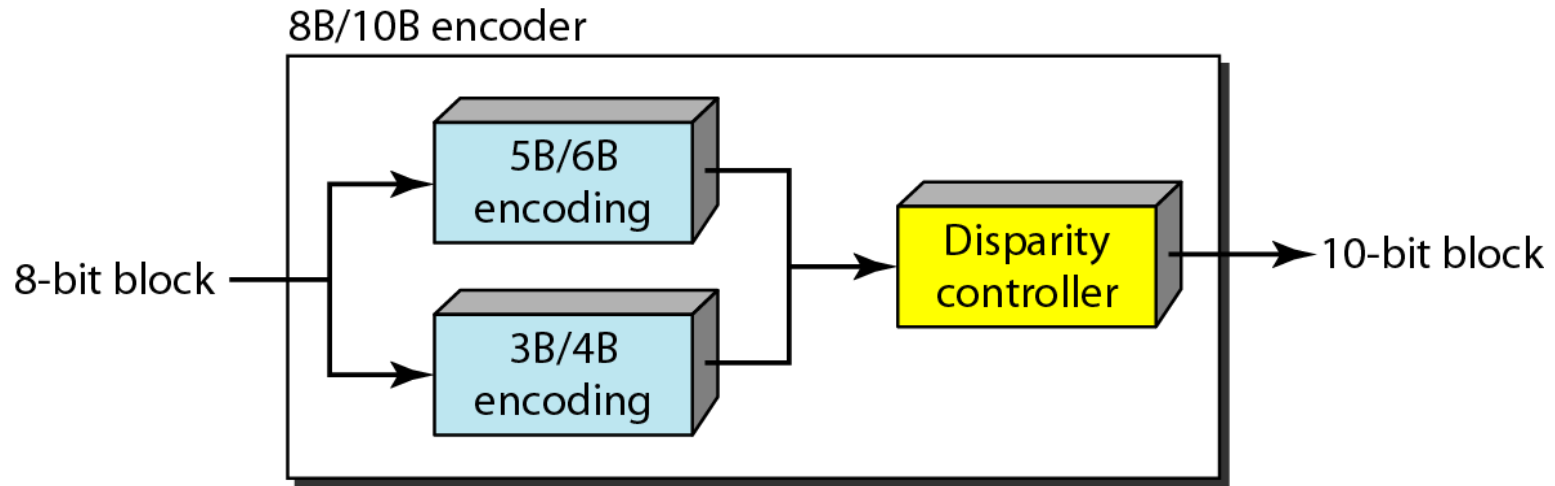 8B/10B encoder
5B/6B
encoding
8-bit block
3B/4B
encoding
Disparity
controller
10-bit block